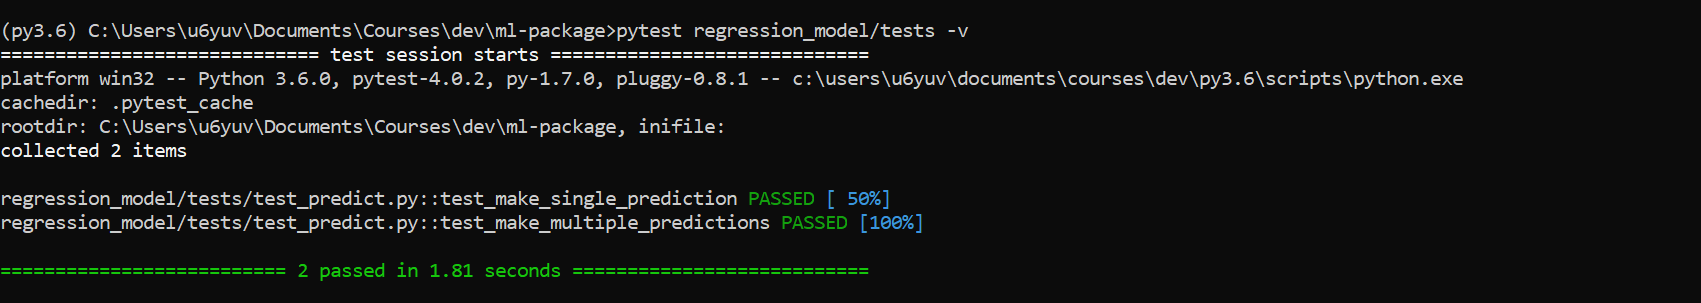 (py3.6) C:\Users\u6yuv\Documents\Courses\dev\ml-package>pytest regression_model/tests -v
============================= test session starts =============================
platform win32 -- Python 3.6.0, pytest-4.0.2, py-1.7.0, pluggy-0.8.1 -- c:\users\u6yuv\documents\courses\dev\py3.6\scripts\python.exe
cachedir: .pytest_cache
rootdir: C:\Users\u6yuv\Documents\Courses\dev\ml-package, inifile:
collected 2 items
regression_model/tests/test_predict.py::test_make_single_prediction PASSED [ 50%]
regression_model/tests/test_predict.py::test_make_multiple_predictions PASSED [100%]
========================== 2 passed in 1.81 seconds ===========================